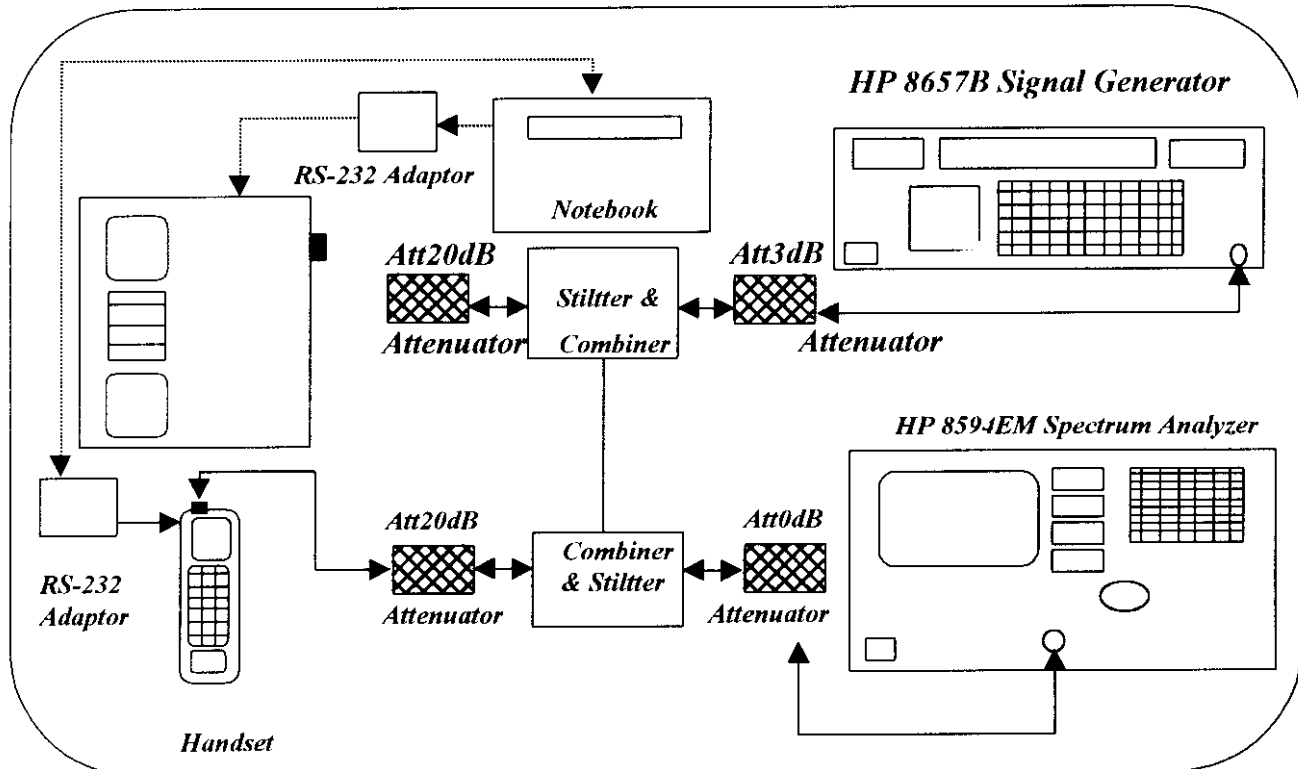 HP 8657B Signal Generator
RS-232 Adaptor
Notebook
Att20dB
Attenuator
Stiltter &
Combiner
Att3dB
Attenuator
HP 8594EM Spectrum Analyzer
RS-232
Adaptor
Handset
Att20dB
Attenuator
Combiner
& Stiltter
Att0dB
Attenuator